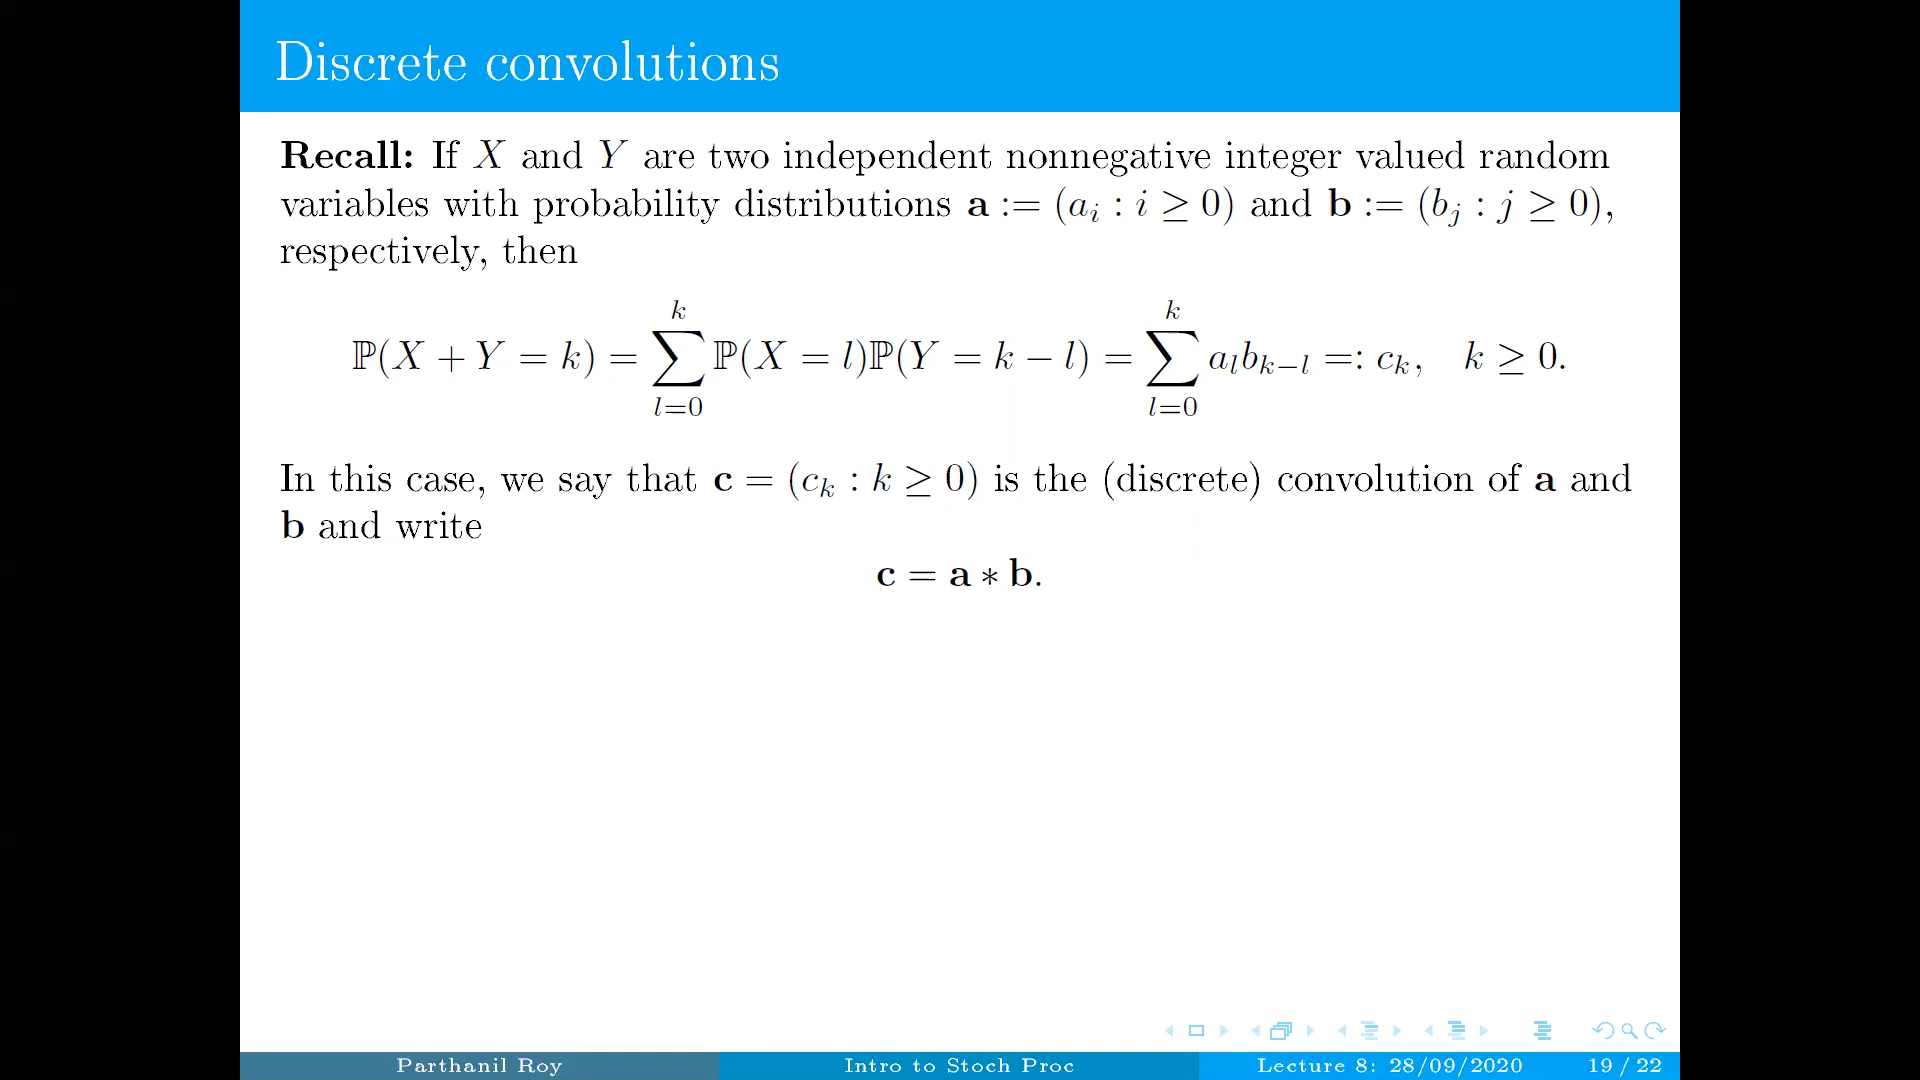 Discrete convolutions
Recall: If X and Y are two independent nonnegative integer valued random
variables with probability distributions a := (a_i : i ≥ 0) and b := (b_j : j ≥ 0),
respectively, then
ℙ(X + Y = k) = ∑_{l=0}^{k} ℙ(X = l)ℙ(Y = k − l) = ∑_{l=0}^{k} a_l b_{k−l} =: c_k, k ≥ 0.
In this case, we say that c = (c_k : k ≥ 0) is the (discrete) convolution of a and
b and write
c = a ∗ b.
Parthanil Roy Intro to Stoch Proc Lecture 8: 28/09/2020 19 / 22